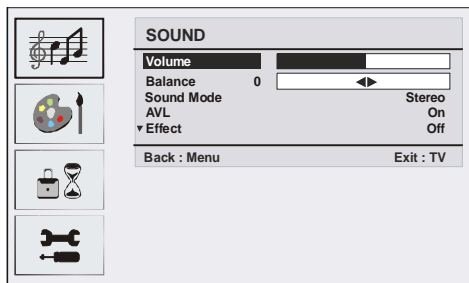 SOUND
Volume
Balance 0
Sound Mode Stereo
AVL On
Effect Off
Back : Menu Exit : TV